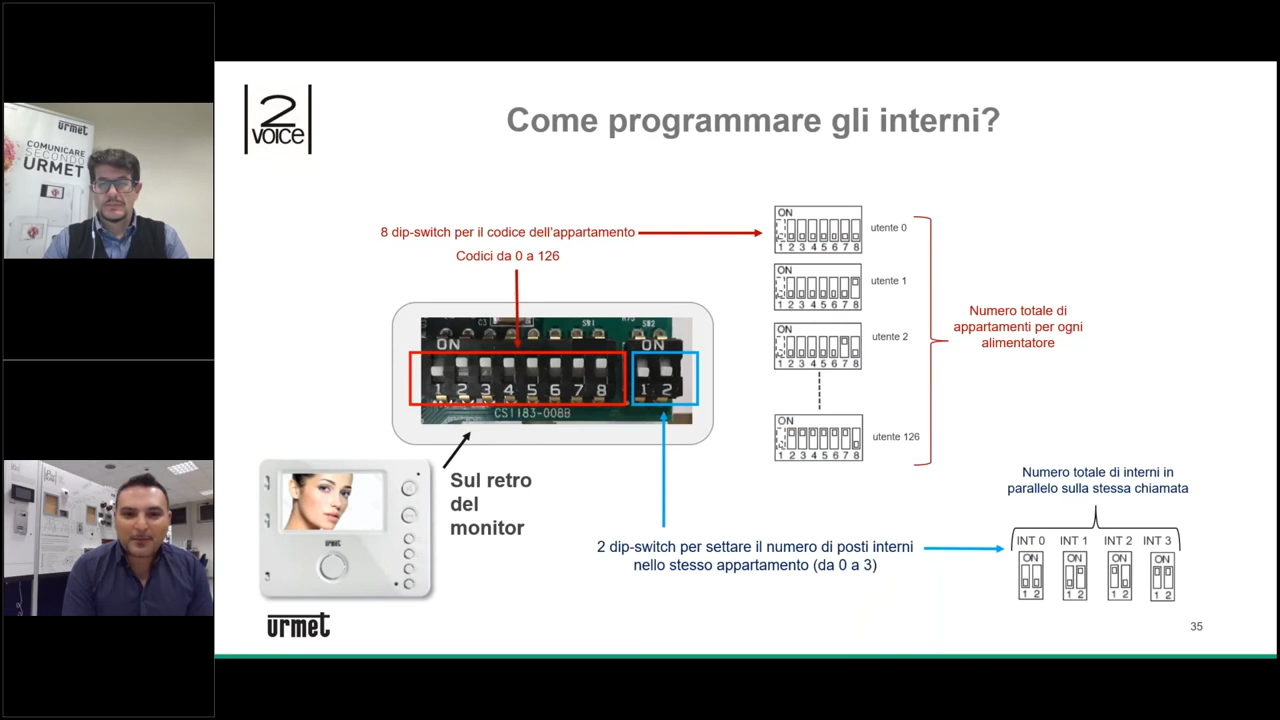 urmet
COMUNICARE
SECONDO
URMET
2
VOICE
Come programmare gli interni?
8 dip-switch per il codice dell'appartamento
Codici da 0 a 126
ON
1 2 3 4 5 6 7 8
utente 0
ON
1 2 3 4 5 6 7 8
utente 1
ON
1 2 3 4 5 6 7 8
utente 2
ON
1 2 3 4 5 6 7 8
utente 126
Numero totale di
appartamenti per ogni
alimentatore
C3
SW1
SW2
ON
ON
1 2 3 4 5 6 7 8
1 2
CS1183-008B
Sul retro
del
monitor
urmet
2 dip-switch per settare il numero di posti interni
nello stesso appartamento (da 0 a 3)
Numero totale di interni in
parallelo sulla stessa chiamata
INT 0 INT 1 INT 2 INT 3
ON ON ON ON
1 2 1 2 1 2 1 2
urmet
35